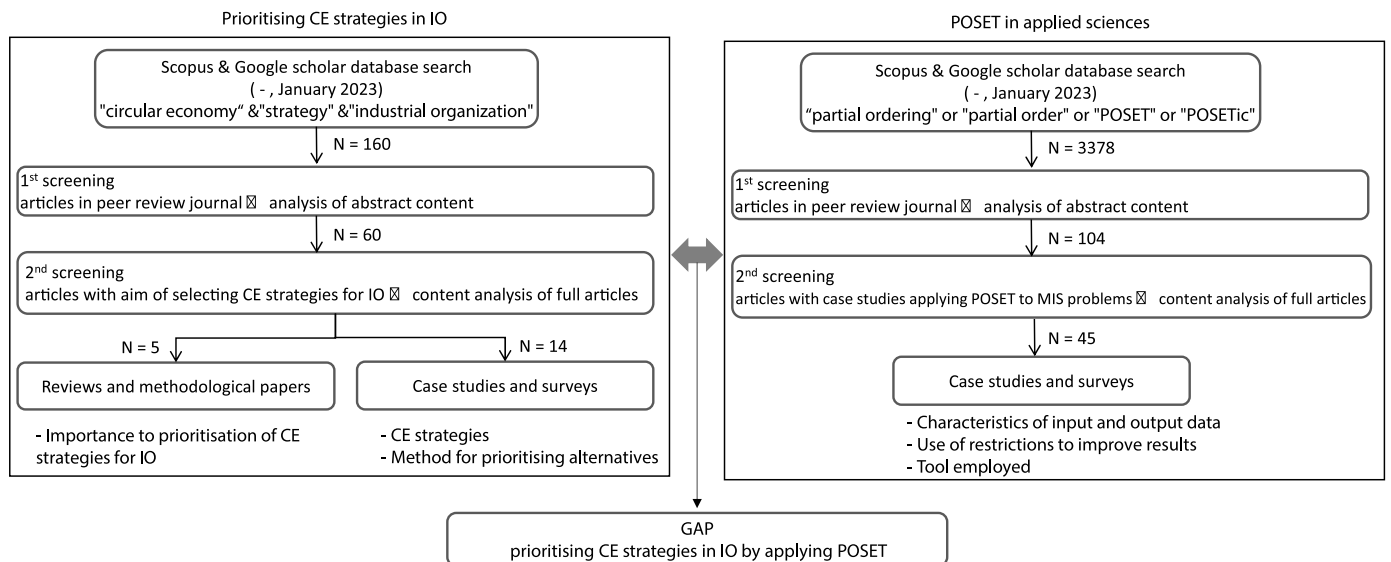 Prioritising CE strategies in IO
Scopus & Google scholar database search
( - , January 2023)
"circular economy“ &"strategy" &"industrial organization"
N = 160
1st screening
articles in peer review journal  analysis of abstract content
N = 60
2nd screening
articles with aim of selecting CE strategies for IO  content analysis of full articles
N = 5
N = 14
Reviews and methodological papers
Case studies and surveys
- Importance to prioritisation of CE
strategies for IO
- CE strategies
- Method for prioritising alternatives
POSET in applied sciences
Scopus & Google scholar database search
( - , January 2023)
“partial ordering" or "partial order" or "POSET" or "POSETic"
N = 3378
1st screening
articles in peer review journal  analysis of abstract content
N = 104
2nd screening
articles with case studies applying POSET to MIS problems  content analysis of full articles
N = 45
Case studies and surveys
- Characteristics of input and output data
- Use of restrictions to improve results
- Tool employed
GAP
prioritising CE strategies in IO by applying POSET